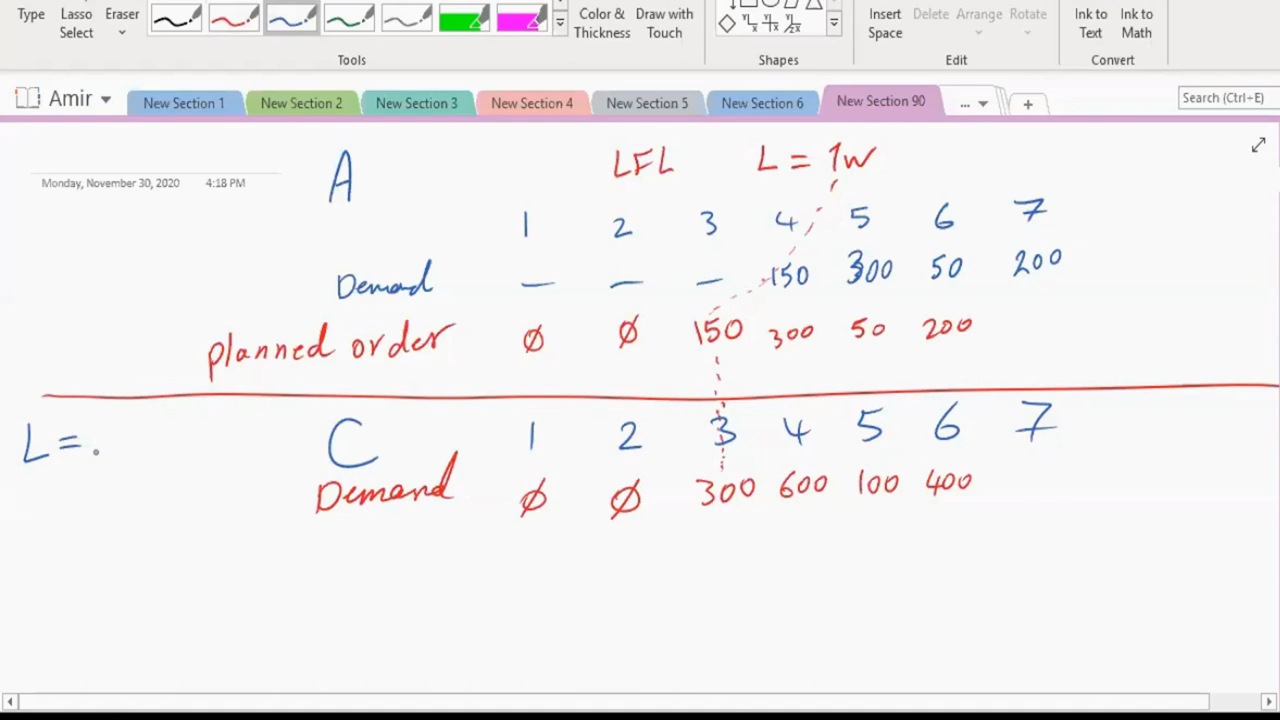 Type Lasso Select Eraser Color & Thickness Draw with Touch Insert Space Delete Arrange Rotate Ink to Text Ink to Math
Tools Shapes Edit Convert
Amir New Section 1 New Section 2 New Section 3 New Section 4 New Section 5 New Section 6 New Section 90 ... + Search (Ctrl+E)
A LFL L = 1w
Monday, November 30, 2020 4:18 PM
1 2 3 4 5 6 7
Demad — — — 150 300 50 200
planned order Ø Ø 150 300 50 200
L = . C 1 2 3 4 5 6 7
Demand Ø Ø 300 600 100 400